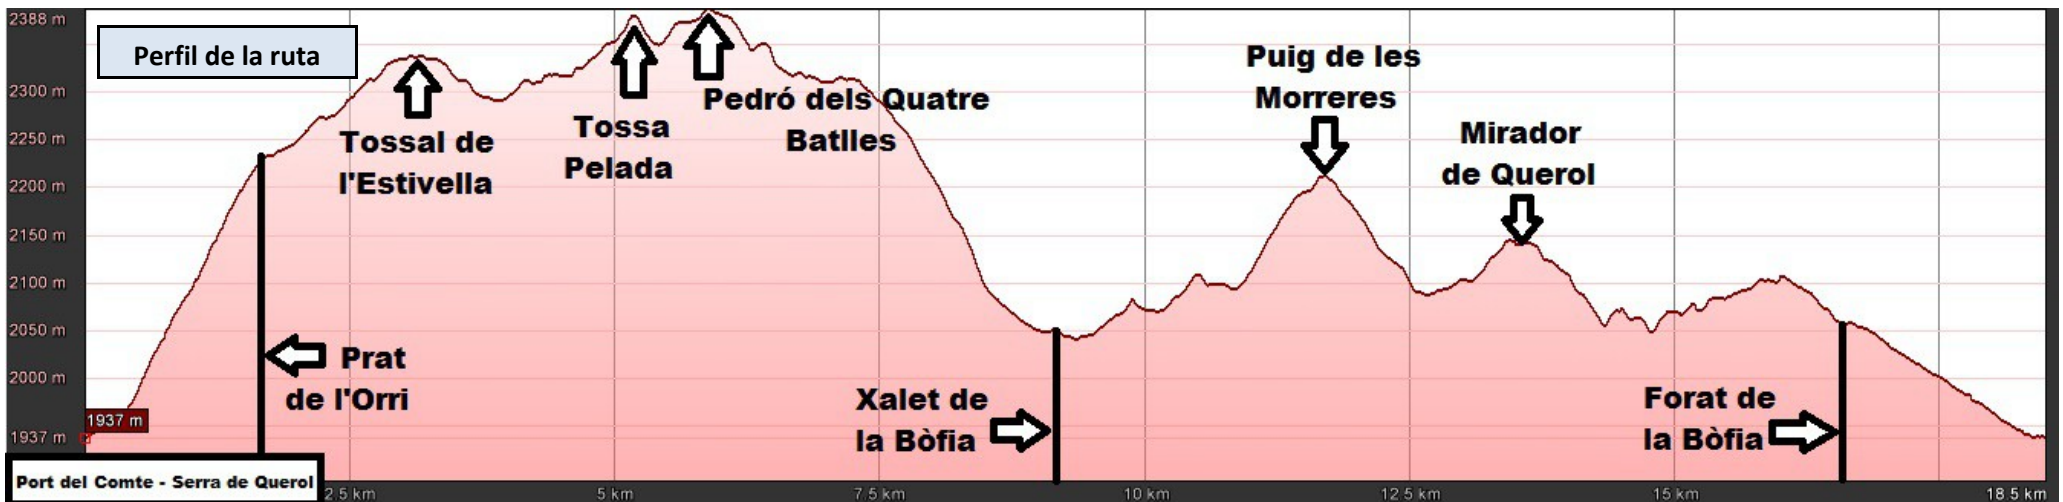 2388 m
Perfil de la ruta
2300 m
2250 m
2200 m
2150 m
2100 m
2050 m
2000 m
1937 m
1937 m
Tossal de
l'Estivella
Tossa
Pelada
Pedró dels Quatre
Batlles
Puig de les
Morreres
Mirador
de Querol
Prat
de l'Orri
Xalet de
la Bòfia
Forat de
la Bòfia
Port del Comte - Serra de Querol
2.5 km
5 km
7.5 km
10 km
12.5 km
15 km
18.5 km